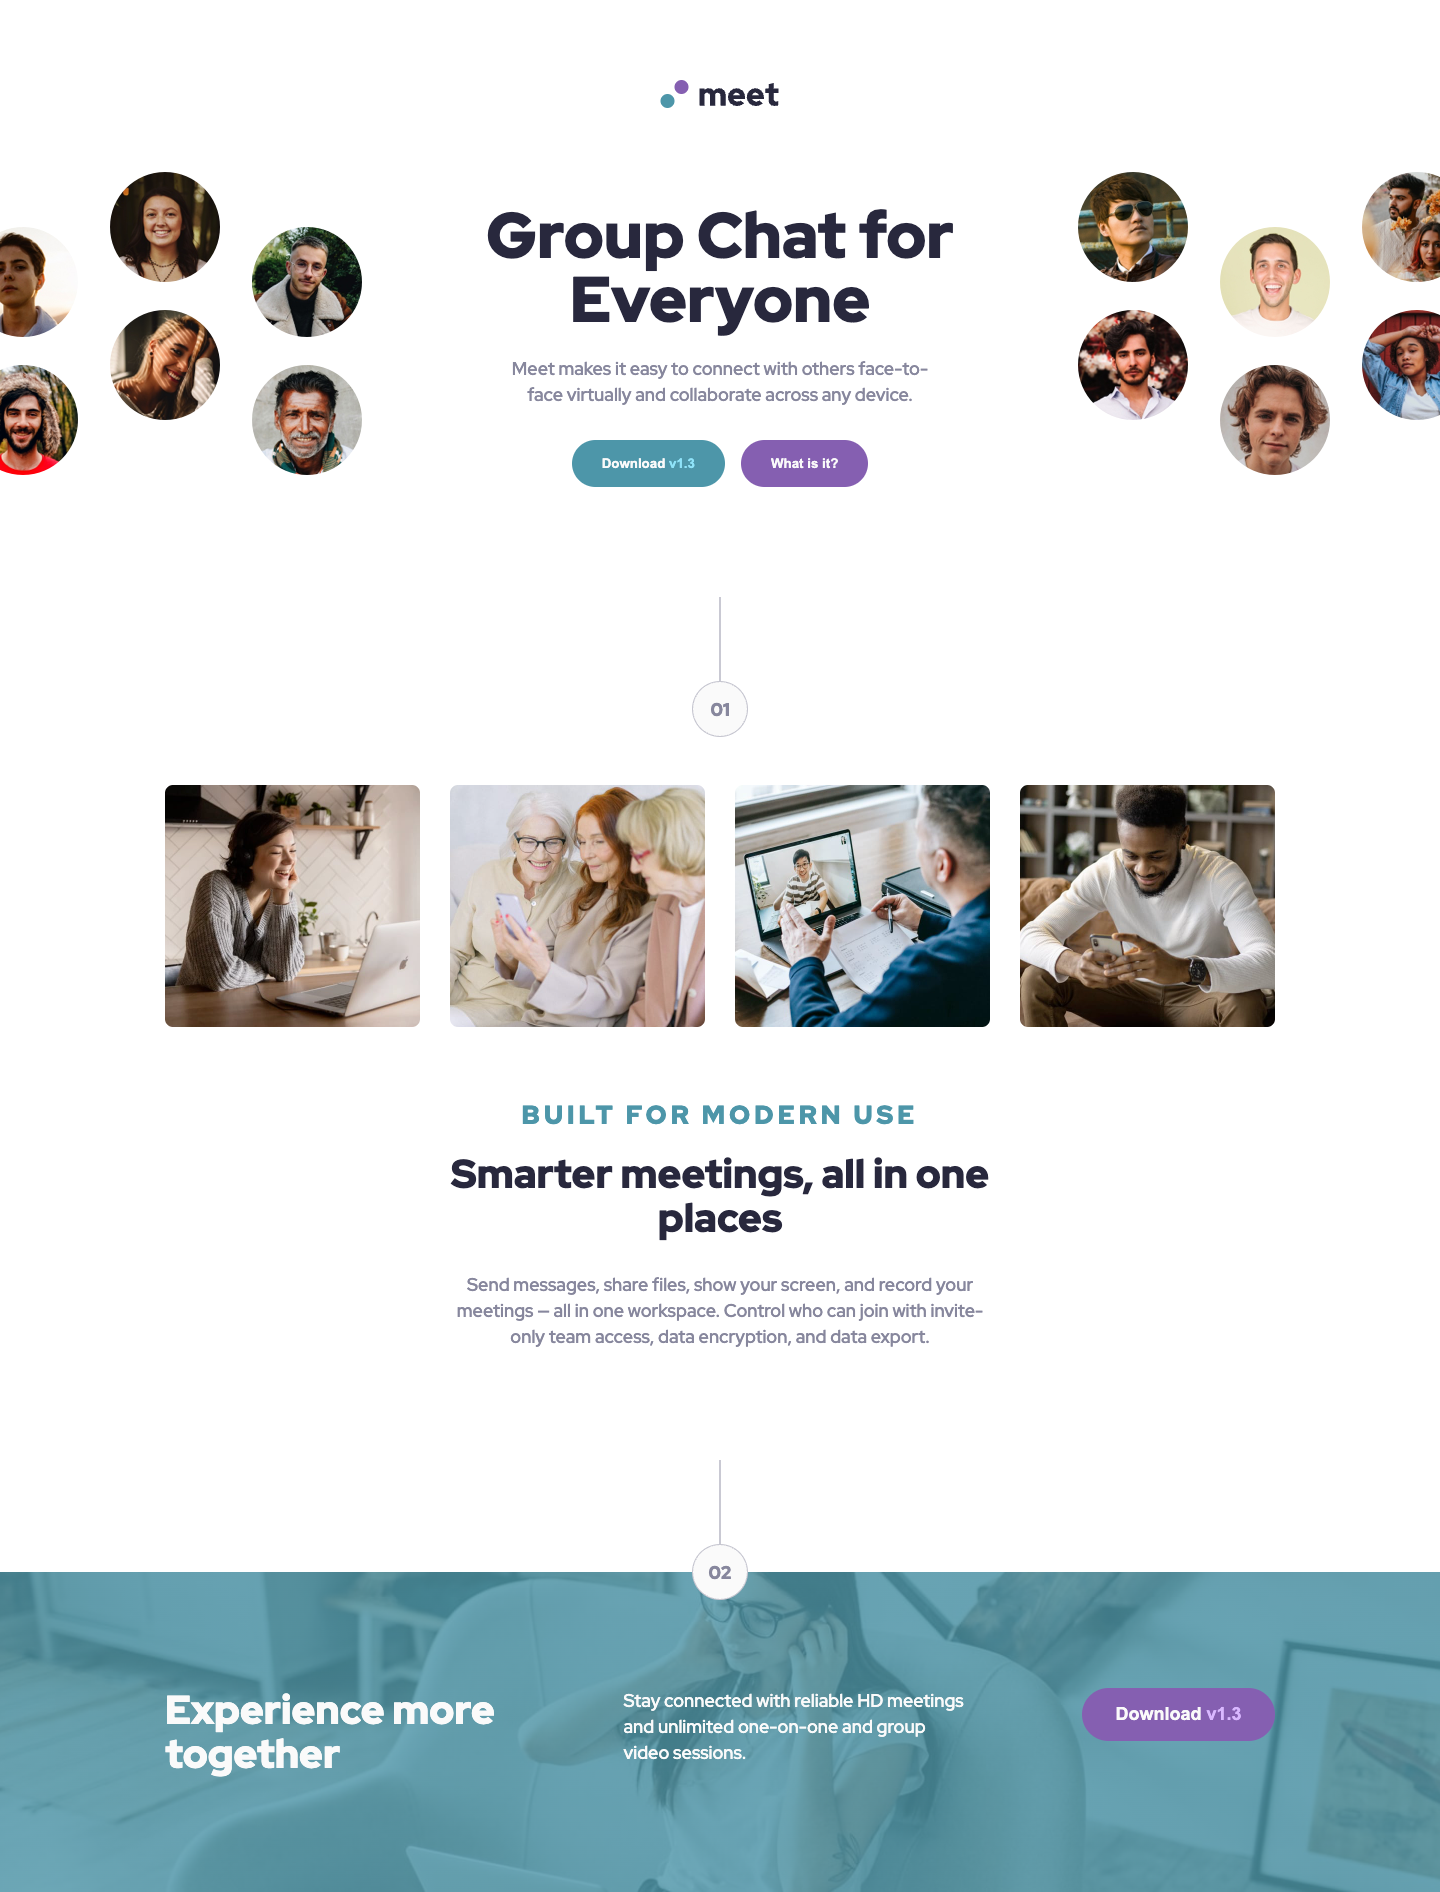 meet
Group Chat for
Everyone
Meet makes it easy to connect with others face-to-
face virtually and collaborate across any device.
Download v1.3
What is it?
01
BUILT FOR MODERN USE
Smarter meetings, all in one
places
Send messages, share files, show your screen, and record your
meetings — all in one workspace. Control who can join with invite-
only team access, data encryption, and data export.
02
Experience more
together
Stay connected with reliable HD meetings
and unlimited one-on-one and group
video sessions.
Download v1.3